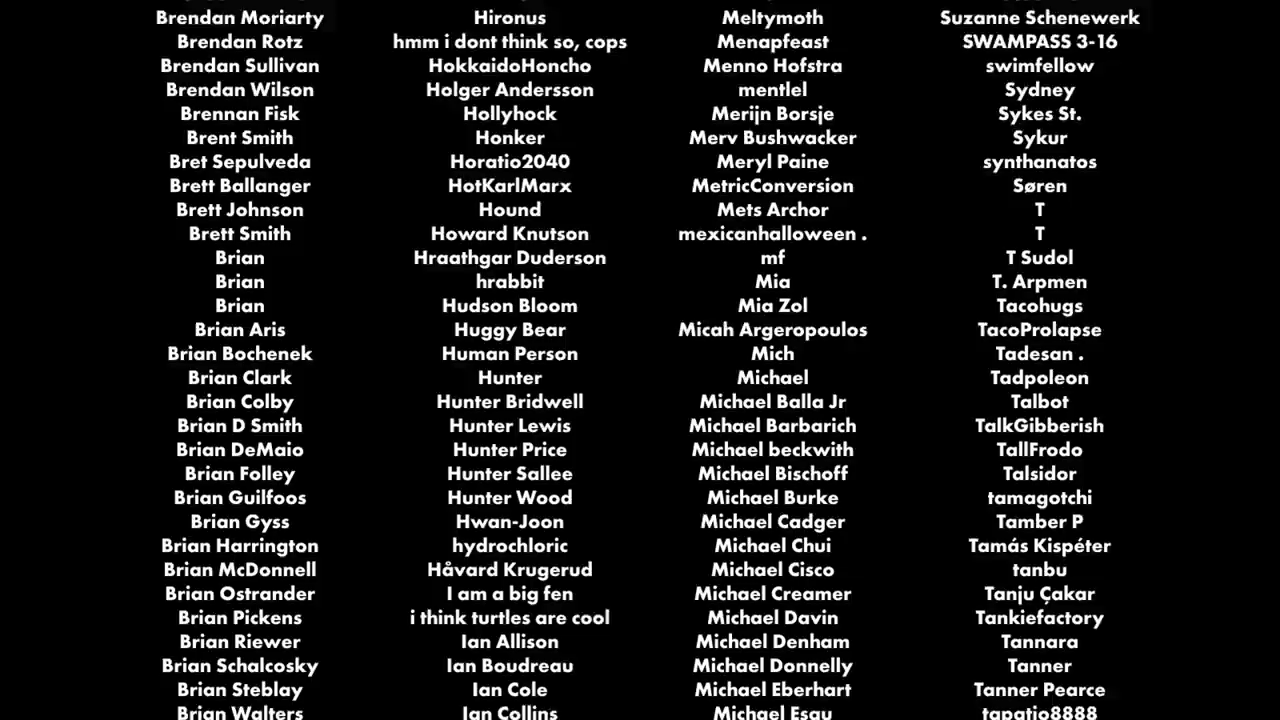 Brendan Moriarty
Brendan Rotz
Brendan Sullivan
Brendan Wilson
Brennan Fisk
Brent Smith
Bret Sepulveda
Brett Ballanger
Brett Johnson
Brett Smith
Brian
Brian
Brian
Brian Aris
Brian Bochenek
Brian Clark
Brian Colby
Brian D Smith
Brian DeMaio
Brian Folley
Brian Guilfoos
Brian Gyss
Brian Harrington
Brian McDonnell
Brian Ostrander
Brian Pickens
Brian Riewer
Brian Schalcosky
Brian Steblay
Brian Walters
Hironus
hmm i dont think so, cops
HokkaidoHoncho
Holger Andersson
Hollyhock
Honker
Horatio2040
HotKarlMarx
Hound
Howard Knutson
Hraathgar Duderson
hrabbit
Hudson Bloom
Huggy Bear
Human Person
Hunter
Hunter Bridwell
Hunter Lewis
Hunter Price
Hunter Sallee
Hunter Wood
Hwan-Joon
hydrochloric
Håvard Krugerud
I am a big fen
i think turtles are cool
Ian Allison
Ian Boudreau
Ian Cole
Ian Collins
Meltymoth
Menapfeast
Menno Hofstra
mentlel
Merijn Borsje
Merv Bushwacker
Meryl Paine
MetricConversion
Mets Archor
mexicanhalloween .
mf
Mia
Mia Zol
Micah Argeropoulos
Mich
Michael
Michael Balla Jr
Michael Barbarich
Michael beckwith
Michael Bischoff
Michael Burke
Michael Cadger
Michael Chui
Michael Cisco
Michael Creamer
Michael Davin
Michael Denham
Michael Donnelly
Michael Eberhart
Michael Esau
Suzanne Schenewerk
SWAMPASS 3-16
swimfellow
Sydney
Sykes St.
Sykur
synthanatos
Søren
T
T
T Sudol
T. Arpmen
Tacohugs
TacoProlapse
Tadesan .
Tadpoleon
Talbot
TalkGibberish
TallFrodo
Talsidor
tamagotchi
Tamber P
Tamás Kispéter
tanbu
Tanju Çakar
Tankiefactory
Tannara
Tanner
Tanner Pearce
tapatio8888